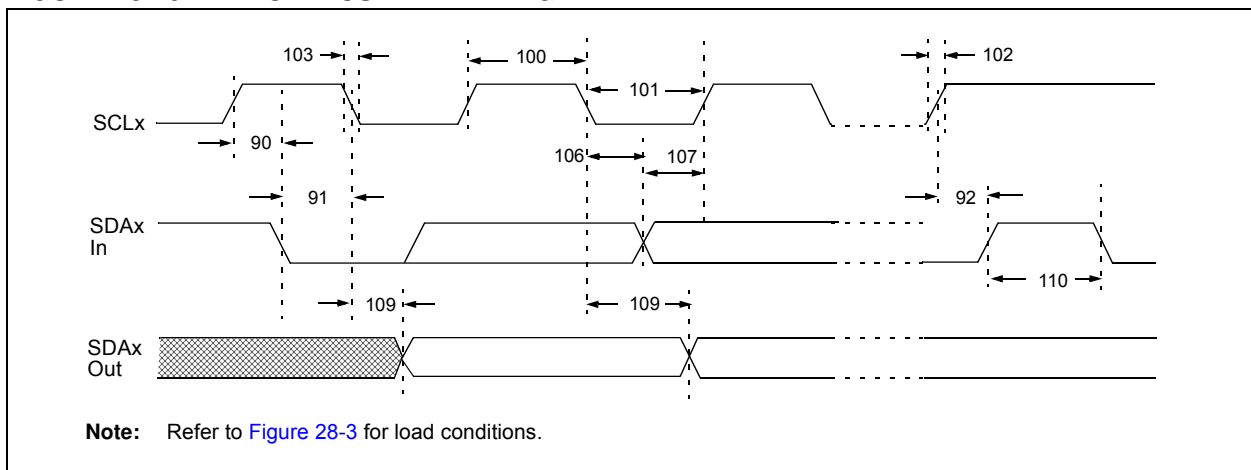 103
100
102
101
SCLx
90
106
107
91
92
SDAx
In
110
109
109
SDAx
Out
Note: Refer to Figure 28-3 for load conditions.